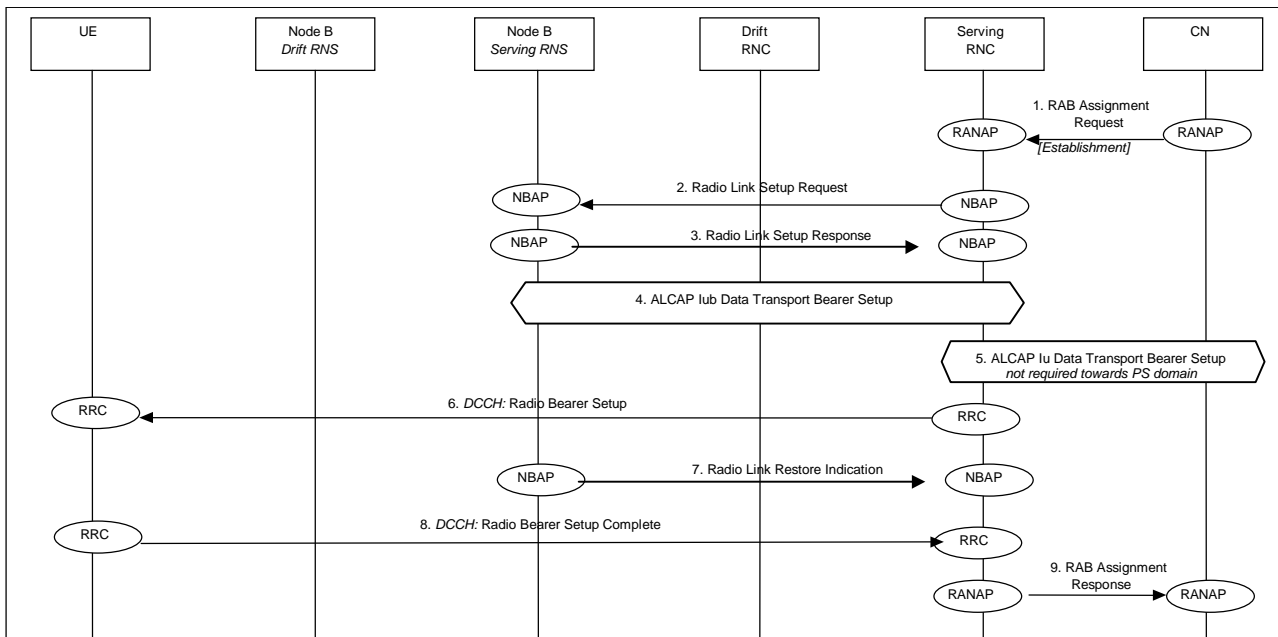 UE
Node B
Drift RNS
Node B
Serving RNS
Drift
RNC
Serving
RNC
CN
1. RAB Assignment
Request
[Establishment]
RANAP
RANAP
NBAP
2. Radio Link Setup Request
NBAP
NBAP
3. Radio Link Setup Response
NBAP
4. ALCAP Iub Data Transport Bearer Setup
5. ALCAP Iu Data Transport Bearer Setup
not required towards PS domain
RRC
6. DCCH: Radio Bearer Setup
RRC
NBAP
7. Radio Link Restore Indication
NBAP
RRC
8. DCCH: Radio Bearer Setup Complete
RRC
9. RAB Assignment
Response
RANAP
RANAP